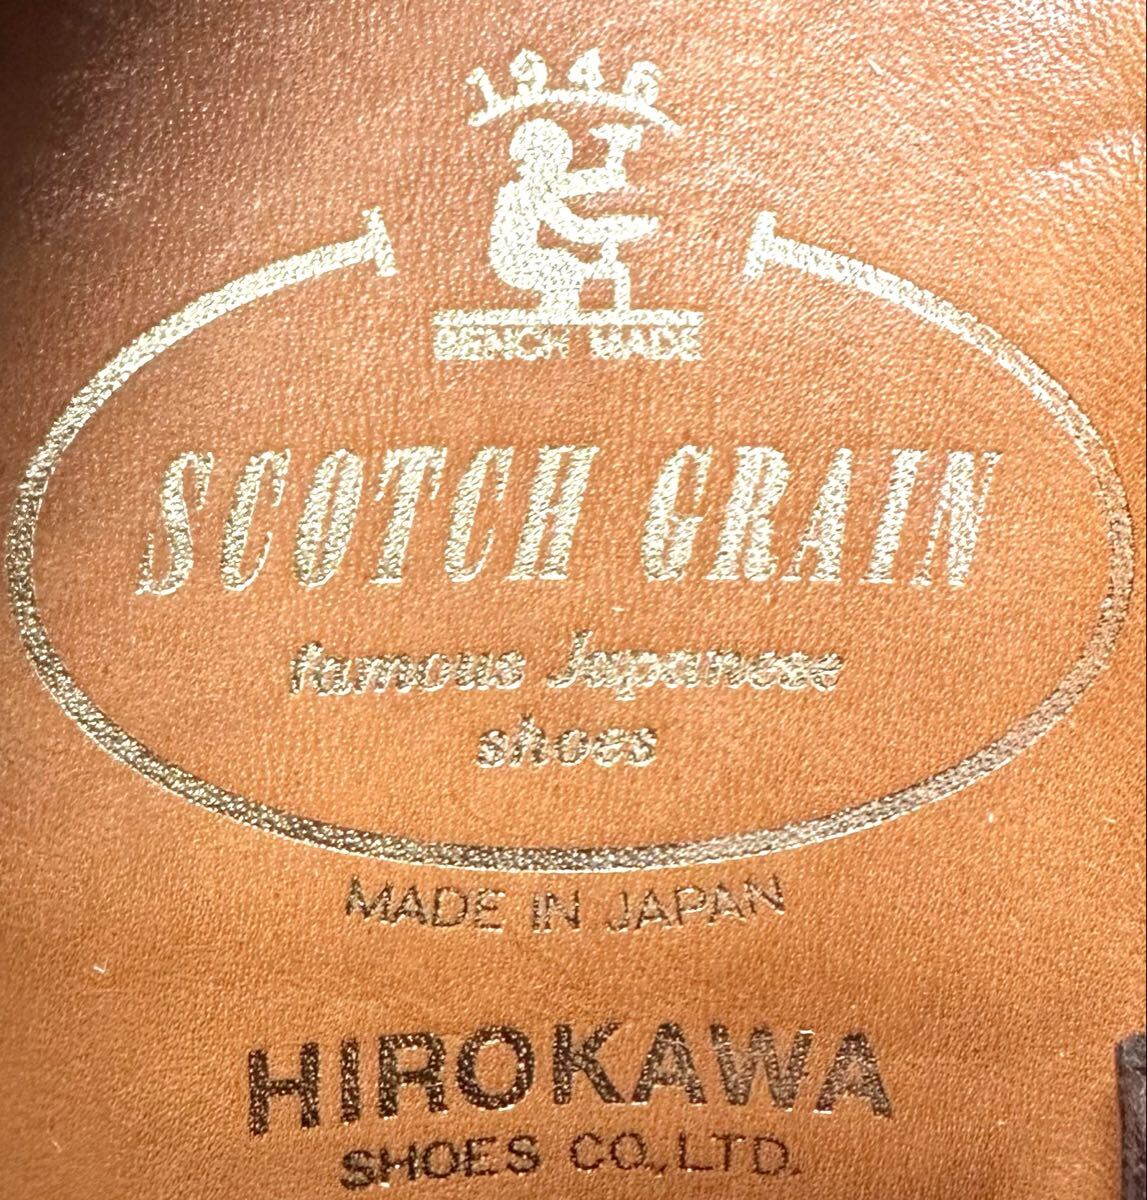 1946
BENCH MADE
SCOTCH GRAIN
famous Japanese
shoes
MADE IN JAPAN
HIROKAWA
SHOES CO., LTD.